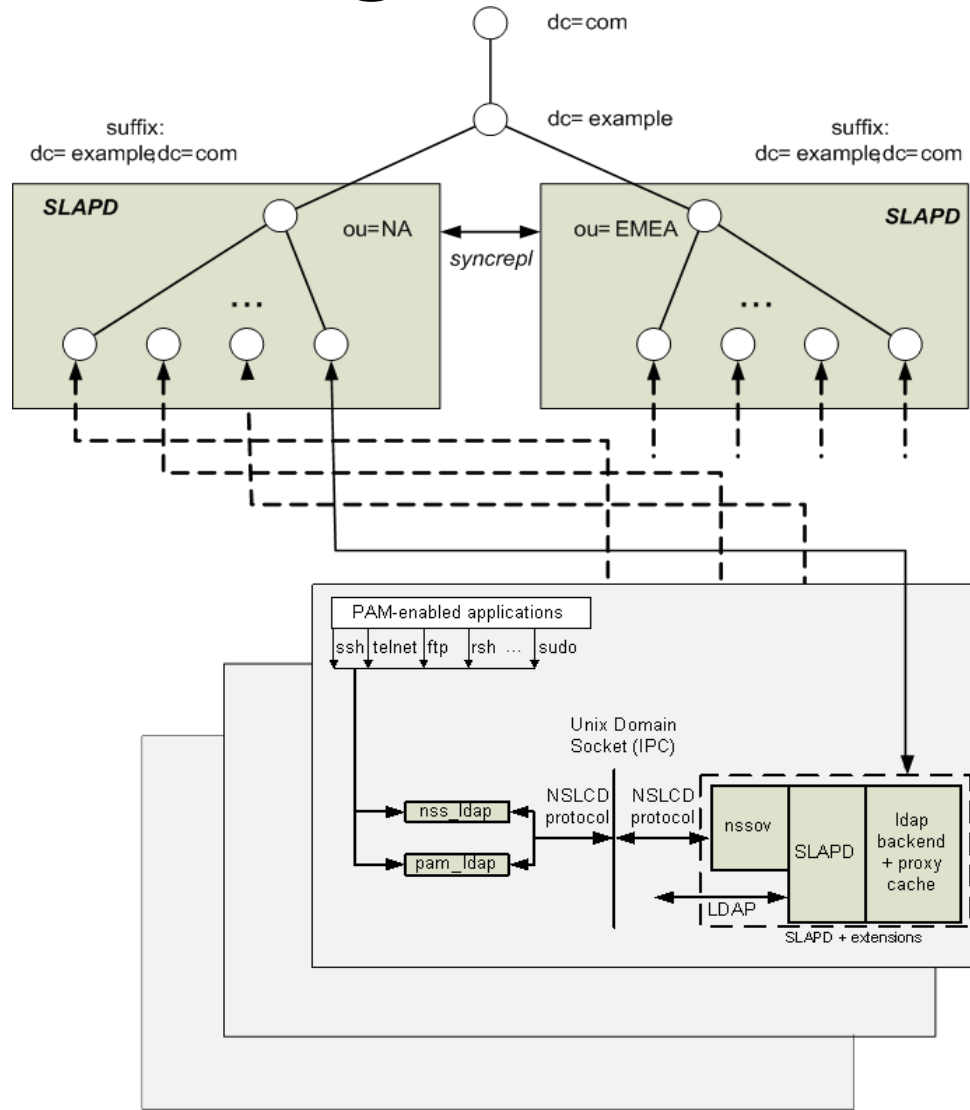 dc=com
dc= example
suffix:
dc= example,dc=com
suffix:
dc= example,dc=com
SLAPD
ou=NA
syncrepl
ou= EMEA
SLAPD
...
...
PAM-enabled applications
ssh telnet ftp rsh ... sudo
Unix Domain
Socket (IPC)
NSLCD
protocol
NSLCD
protocol
nss_ldap
pam_ldap
nssov
SLAPD
ldap
backend
+ proxy
cache
LDAP
SLAPD + extensions